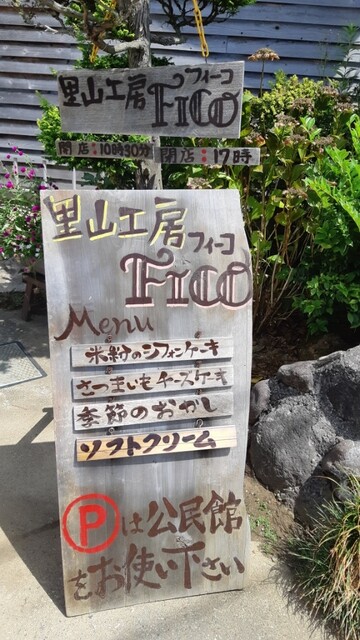 里山工房 フィーコ FICO
開店：10時30分 閉店：17時
里山工房 フィーコ
FICO
Menu
米粉のシフォンケーキ
さつまいもチーズケーキ
季節のおかし
ソフトクリーム
Ⓟは公民館
をお使い下さい